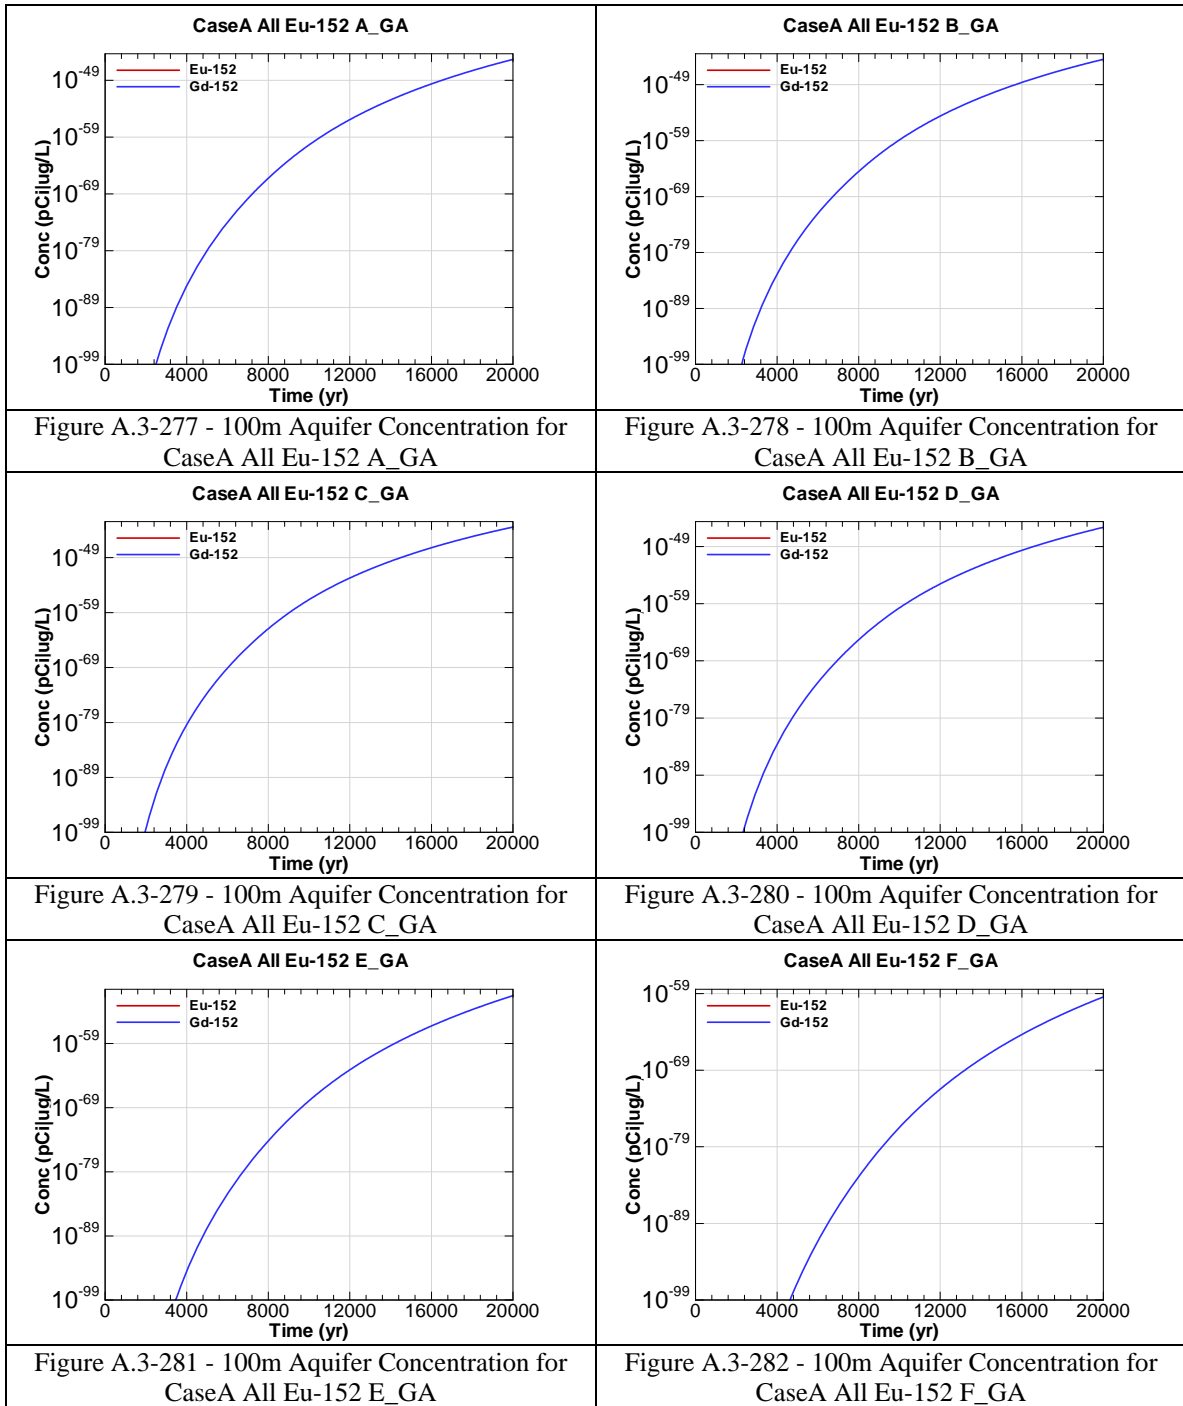 CaseA All Eu-152 A_GA
Eu-152
Gd-152
Conc (pCi|ug/L)
10^-49
10^-59
10^-69
10^-79
10^-89
10^-99
0 4000 8000 12000 16000 20000
Time (yr)
Figure A.3-277 - 100m Aquifer Concentration for
CaseA All Eu-152 A_GA
CaseA All Eu-152 B_GA
Eu-152
Gd-152
Conc (pCi|ug/L)
10^-49
10^-59
10^-69
10^-79
10^-89
10^-99
0 4000 8000 12000 16000 20000
Time (yr)
Figure A.3-278 - 100m Aquifer Concentration for
CaseA All Eu-152 B_GA
CaseA All Eu-152 C_GA
Eu-152
Gd-152
Conc (pCi|ug/L)
10^-49
10^-59
10^-69
10^-79
10^-89
10^-99
0 4000 8000 12000 16000 20000
Time (yr)
Figure A.3-279 - 100m Aquifer Concentration for
CaseA All Eu-152 C_GA
CaseA All Eu-152 D_GA
Eu-152
Gd-152
Conc (pCi|ug/L)
10^-49
10^-59
10^-69
10^-79
10^-89
10^-99
0 4000 8000 12000 16000 20000
Time (yr)
Figure A.3-280 - 100m Aquifer Concentration for
CaseA All Eu-152 D_GA
CaseA All Eu-152 E_GA
Eu-152
Gd-152
Conc (pCi|ug/L)
10^-59
10^-69
10^-79
10^-89
10^-99
0 4000 8000 12000 16000 20000
Time (yr)
Figure A.3-281 - 100m Aquifer Concentration for
CaseA All Eu-152 E_GA
CaseA All Eu-152 F_GA
Eu-152
Gd-152
Conc (pCi|ug/L)
10^-59
10^-69
10^-79
10^-89
10^-99
0 4000 8000 12000 16000 20000
Time (yr)
Figure A.3-282 - 100m Aquifer Concentration for
CaseA All Eu-152 F_GA